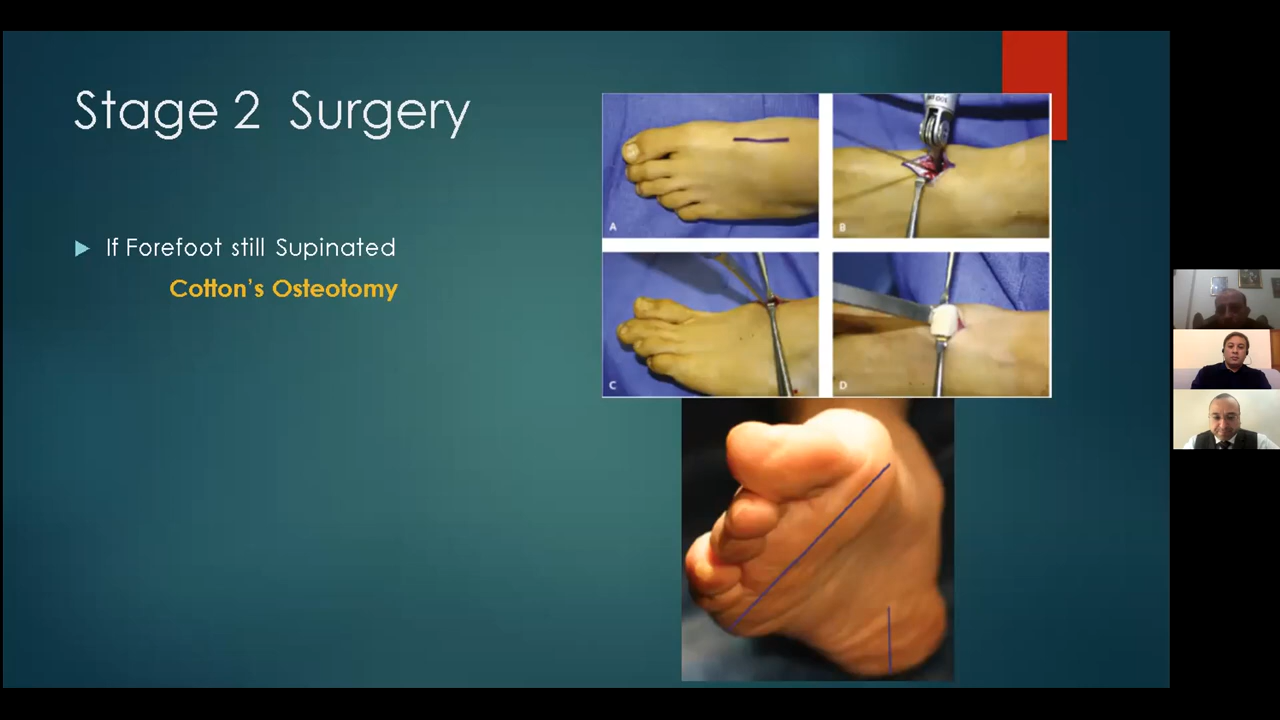 Stage 2 Surgery
If Forefoot still Supinated
Cotton's Osteotomy
A
B
C
D